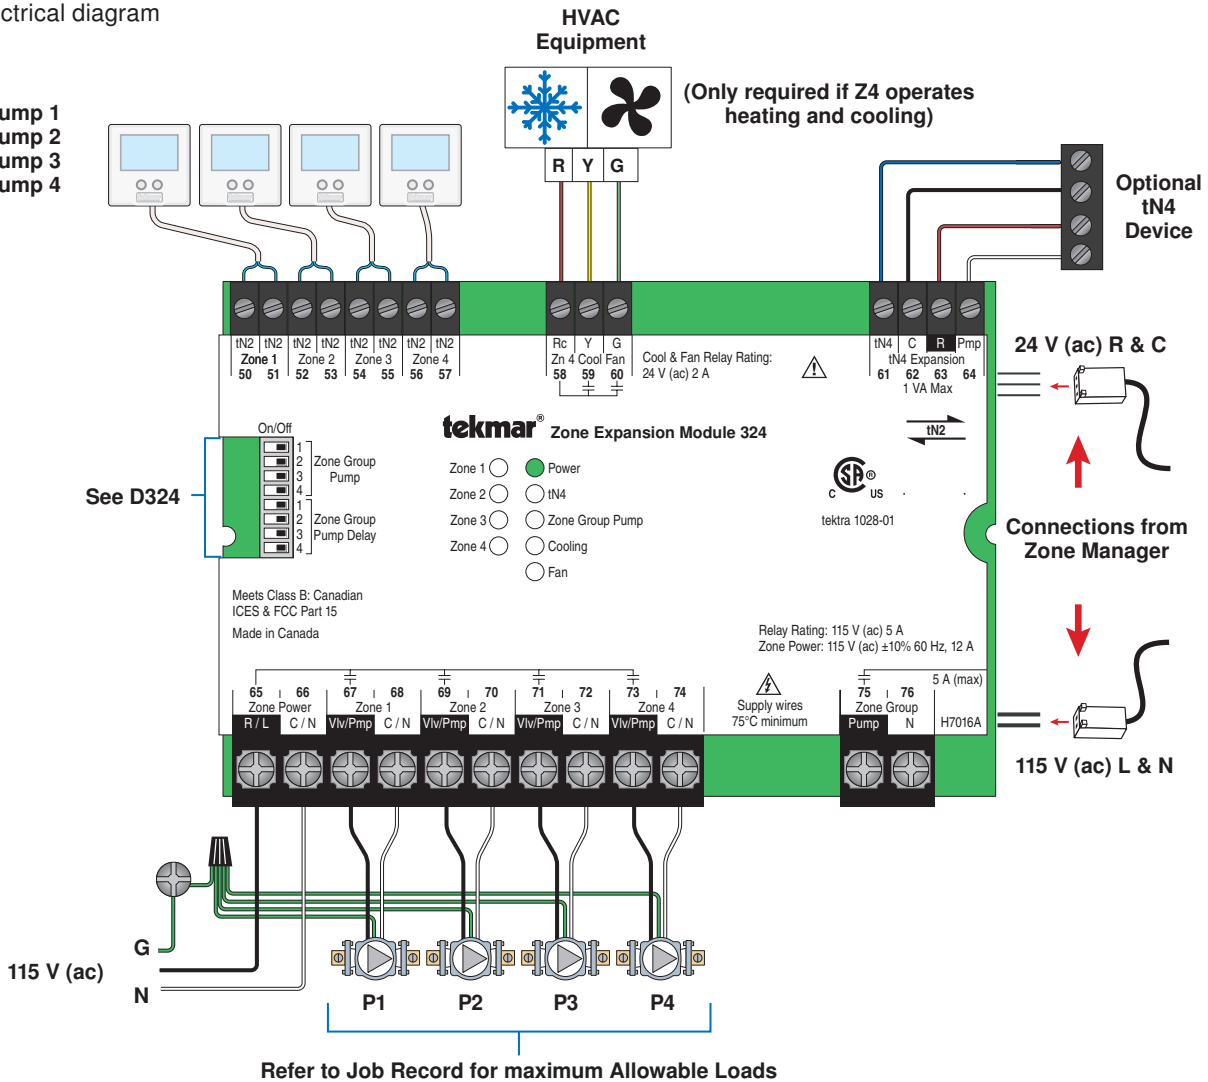 ctrical diagram
HVAC
Equipment
(Only required if Z4 operates
heating and cooling)
ump 1
ump 2
ump 3
ump 4
R Y G
Optional
tN4
Device
tN2 tN2 tN2 tN2 tN2 tN2 tN2 tN2
Zone 1 Zone 2 Zone 3 Zone 4
50 51 52 53 54 55 56 57
Rc Y G
Zn 4 Cool Fan
58 59 60
Cool & Fan Relay Rating:
24 V (ac) 2 A
tN4 C R Pmp
tN4 Expansion
61 62 63 64
1 VA Max
24 V (ac) R & C
tekmar® Zone Expansion Module 324
tN2
On/Off
1
2
3
4
Zone Group
Pump
1
2
3
4
Zone Group
Pump Delay
See D324
Zone 1 Power
Zone 2 tN4
Zone 3 Zone Group Pump
Zone 4 Cooling
Fan
C SA ® US
tektra 1028-01
Connections from
Zone Manager
Meets Class B: Canadian
ICES & FCC Part 15
Made in Canada
Relay Rating: 115 V (ac) 5 A
Zone Power: 115 V (ac) ±10% 60 Hz, 12 A
5 A (max)
65 66 67 68 69 70 71 72 73 74
Zone Power Zone 1 Zone 2 Zone 3 Zone 4
R / L C / N Vlv/Pmp C / N Vlv/Pmp C / N Vlv/Pmp C / N Vlv/Pmp C / N
Supply wires
75°C minimum
75 76
Zone Group
Pump N
H7016A
115 V (ac) L & N
G
115 V (ac)
N
P1 P2 P3 P4
Refer to Job Record for maximum Allowable Loads